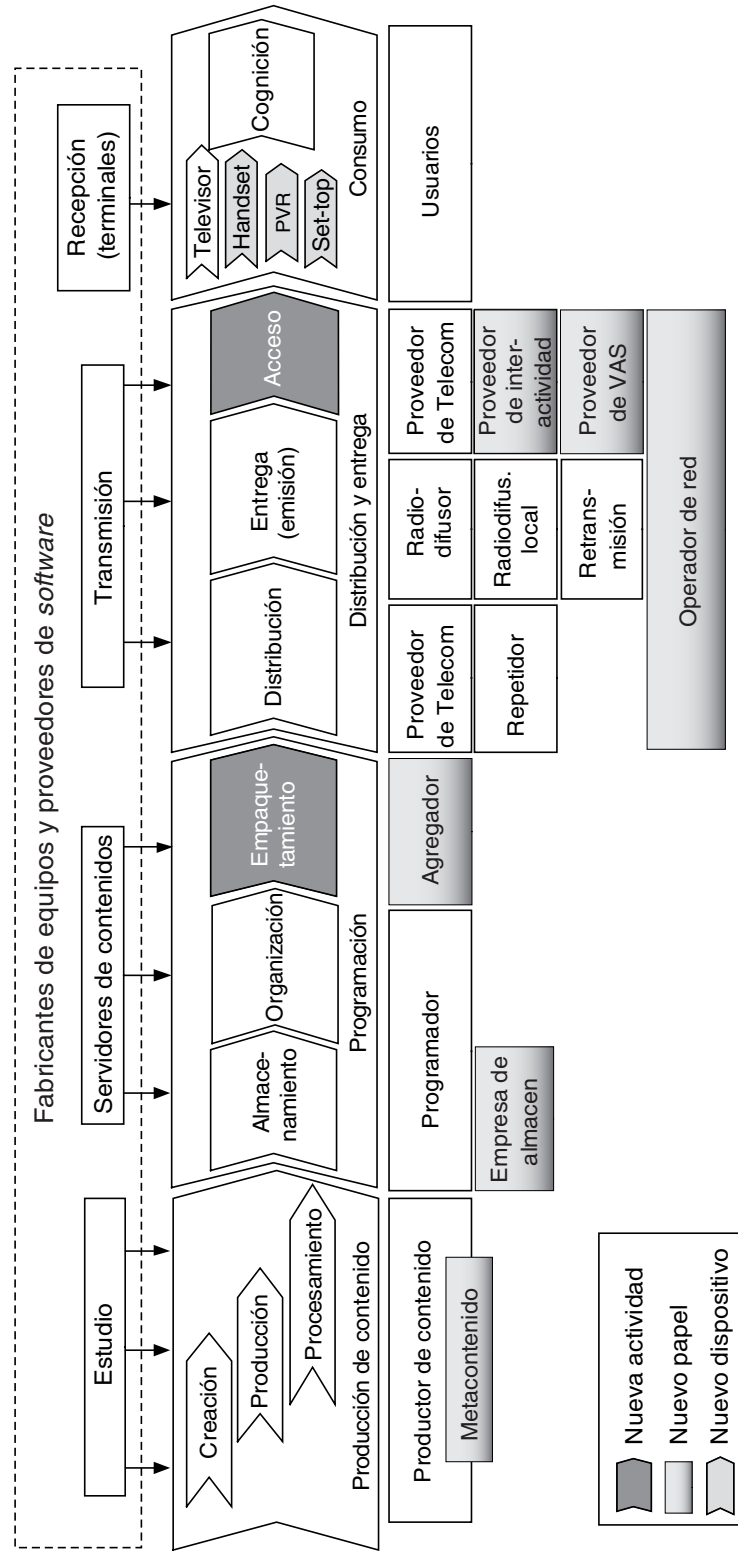 Fabricantes de equipos y proveedores de software
Estudio
Servidores de contenidos
Transmisión
Recepción
(terminales)
Creación
Producción
Procesamiento
Producción de contenido
Almace-
namiento
Organización
Empaque-
tamiento
Programación
Distribución
Entrega
(emisión)
Acceso
Distribución y entrega
Televisor
Handset
PVR
Set-top
Cognición
Consumo
Productor de contenido
Metacontenido
Programador
Empresa de
almacen
Agregador
Proveedor
de Telecom
Repetidor
Radio-
difusor
Radiodifus.
local
Retrans-
misión
Proveedor
de Telecom
Proveedor
de inter-
actividad
Proveedor
de VAS
Operador de red
Usuarios
Nueva actividad
Nuevo papel
Nuevo dispositivo